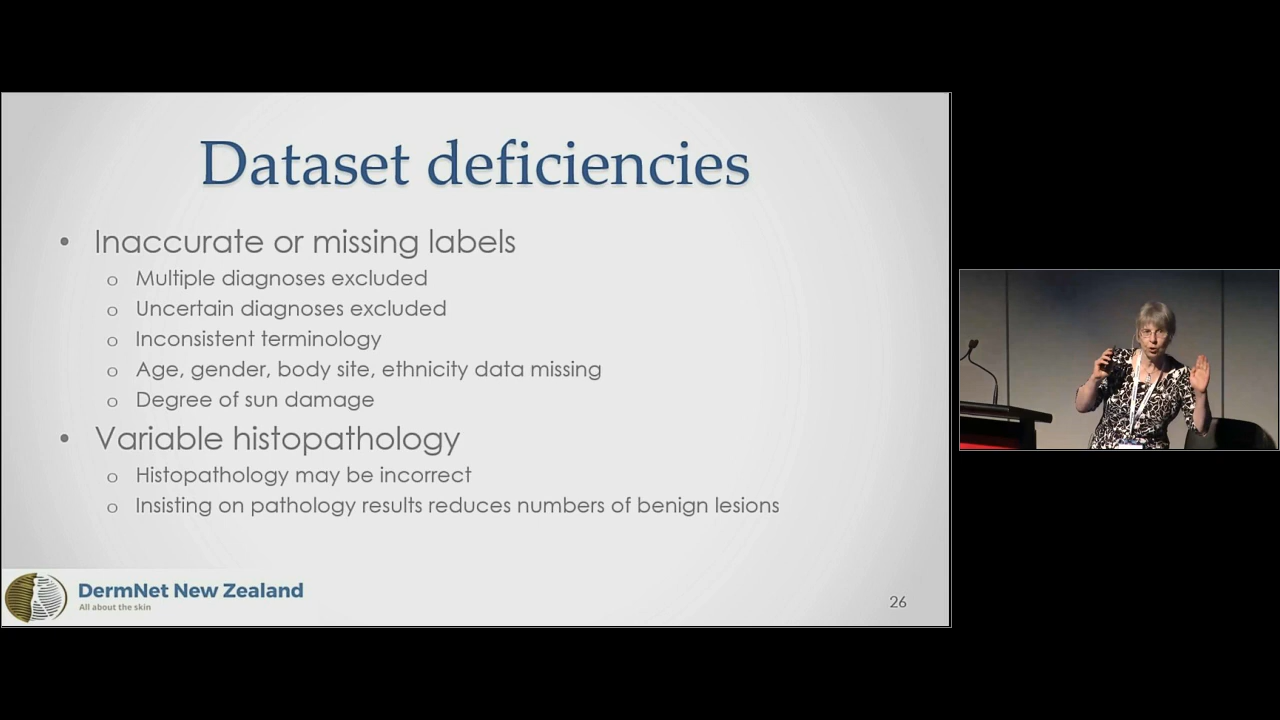 Dataset deficiencies
• Inaccurate or missing labels
o Multiple diagnoses excluded
o Uncertain diagnoses excluded
o Inconsistent terminology
o Age, gender, body site, ethnicity data missing
o Degree of sun damage
• Variable histopathology
o Histopathology may be incorrect
o Insisting on pathology results reduces numbers of benign lesions
DermNet New Zealand
All about the skin
26